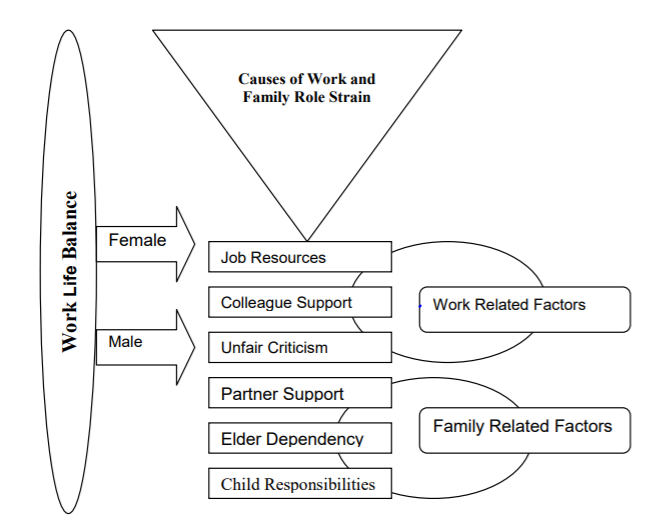 Causes of Work and
Family Role Strain
Work Life Balance
Female
Male
Job Resources
Colleague Support
Unfair Criticism
Partner Support
Elder Dependency
Child Responsibilities
Work Related Factors
Family Related Factors